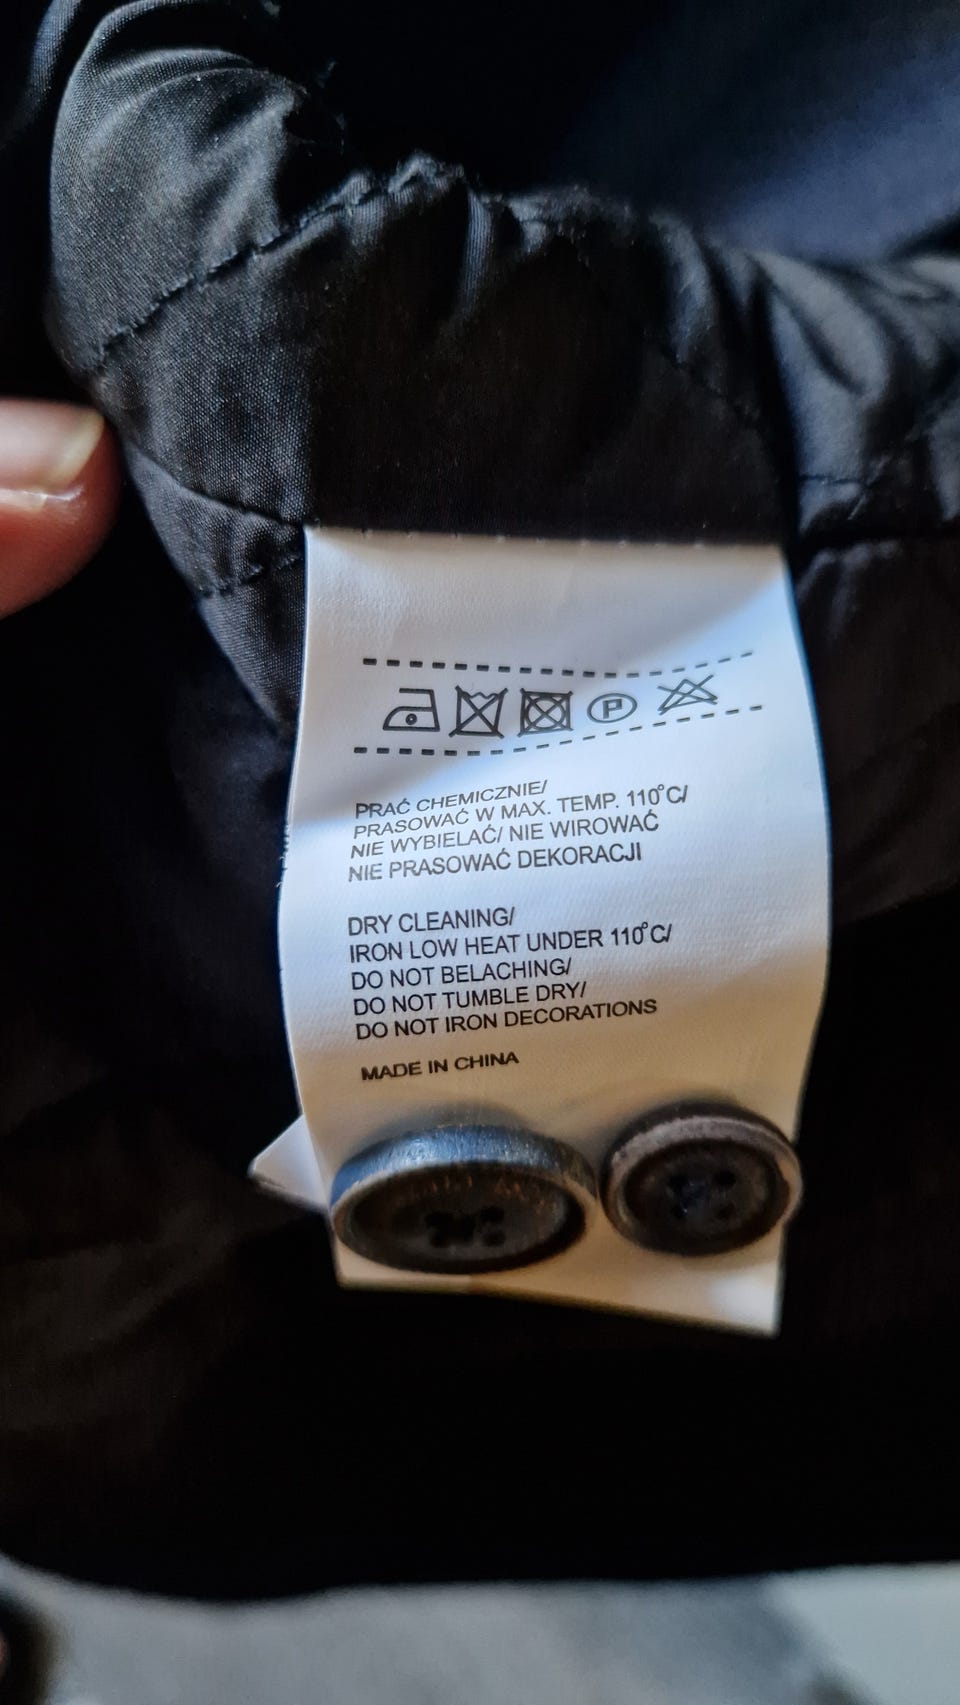 P
PRAĆ CHEMICZNIE/
PRASOWAĆ W MAX. TEMP. 110°C/
NIE WYBIELAĆ/ NIE WIROWAĆ
NIE PRASOWAĆ DEKORACJI
DRY CLEANING/
IRON LOW HEAT UNDER 110°C/
DO NOT BELACHING/
DO NOT TUMBLE DRY/
DO NOT IRON DECORATIONS
MADE IN CHINA